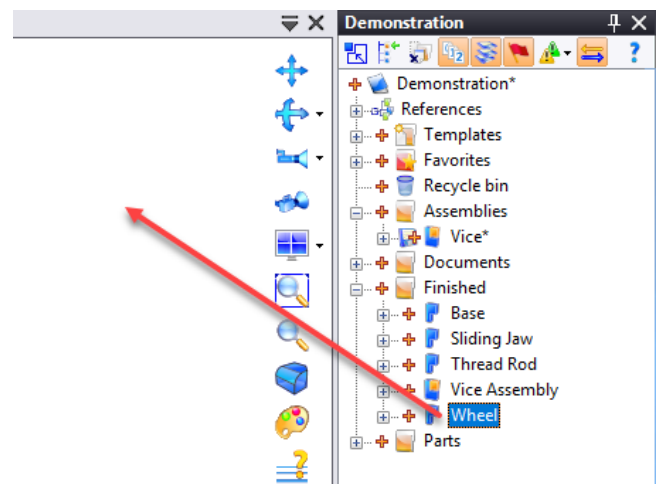 Demonstration
Demonstration*
References
Templates
Favorites
Recycle bin
Assemblies
Vice*
Documents
Finished
Base
Sliding Jaw
Thread Rod
Vice Assembly
Wheel
Parts